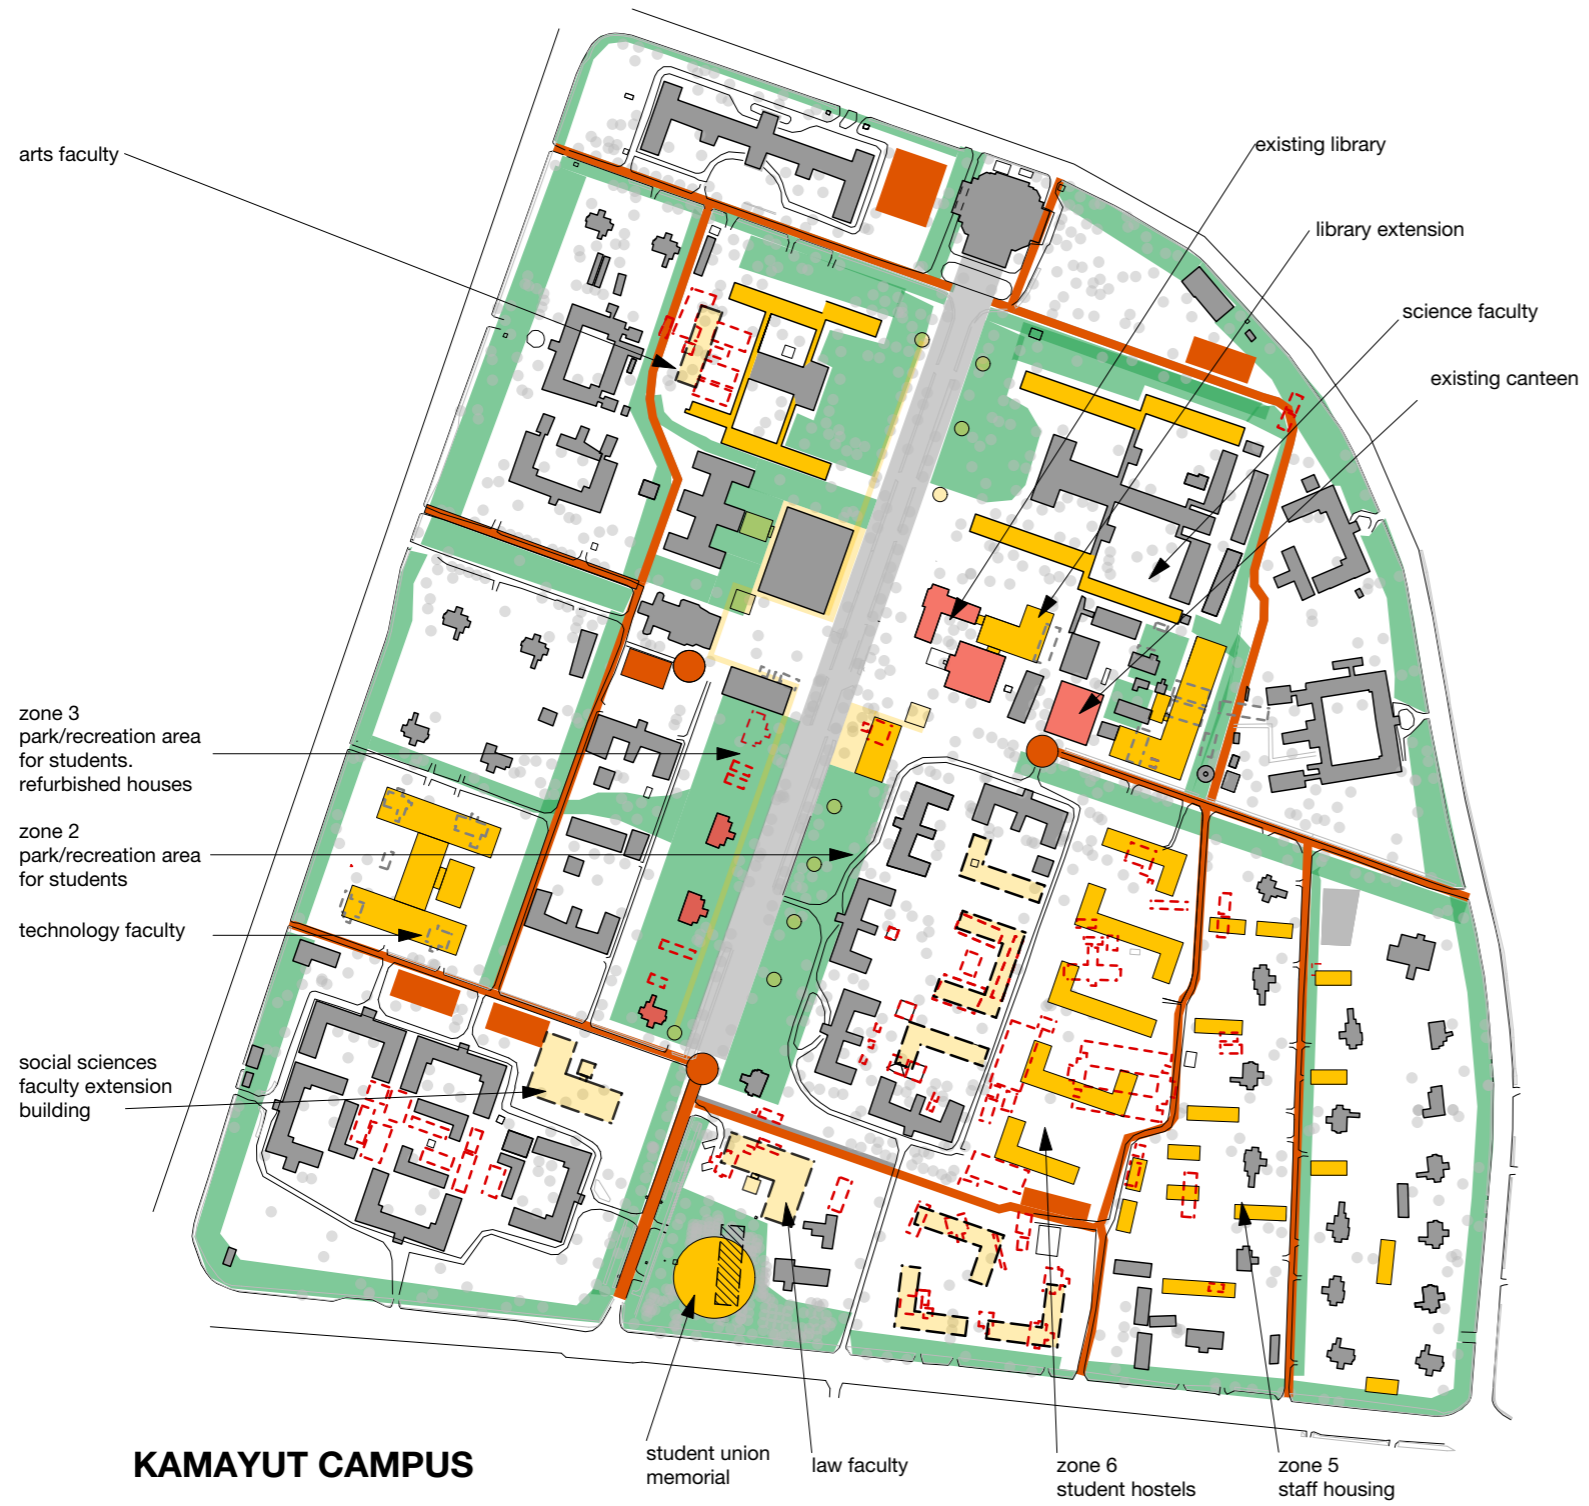 arts faculty
existing library
library extension
science faculty
existing canteen
zone 3
park/recreation area
for students.
refurbished houses
zone 2
park/recreation area
for students
technology faculty
social sciences
faculty extension
building
KAMAYUT CAMPUS
student union
memorial
law faculty
zone 6
student hostels
zone 5
staff housing